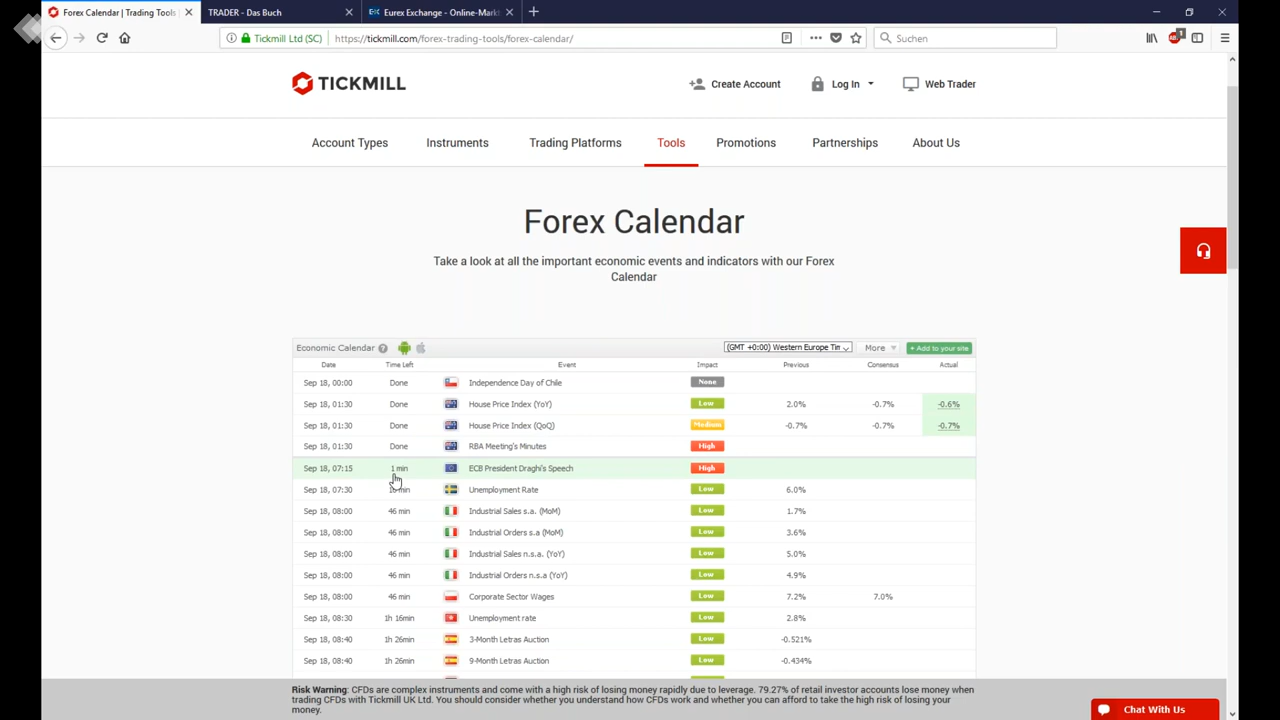 Forex Calendar | Trading Tools
TRADER - Das Buch
Eurex Exchange - Online-Markt
Tickmill Ltd (SC)
https://tickmill.com/forex-trading-tools/forex-calendar/
Suchen
1
TICKMILL
Create Account
Log In
Web Trader
Account Types
Instruments
Trading Platforms
Tools
Promotions
Partnerships
About Us
Forex Calendar
Take a look at all the important economic events and indicators with our Forex
Calendar
Economic Calendar ? (GMT +0:00) Western Europe Tim More + Add to your site
Date Time Left Event Impact Previous Consensus Actual
Sep 18, 00:00 Done Independence Day of Chile None
Sep 18, 01:30 Done House Price Index (YoY) Low 2.0% -0.7% -0.6%
Sep 18, 01:30 Done House Price Index (QoQ) Medium -0.7% -0.7% -0.7%
Sep 18, 01:30 Done RBA Meeting's Minutes High
Sep 18, 07:15 1 min ECB President Draghi's Speech High
Sep 18, 07:30 min Unemployment Rate Low 6.0%
Sep 18, 08:00 46 min Industrial Sales s.a. (MoM) Low 1.7%
Sep 18, 08:00 46 min Industrial Orders s.a (MoM) Low 3.6%
Sep 18, 08:00 46 min Industrial Sales n.s.a. (YoY) Low 5.0%
Sep 18, 08:00 46 min Industrial Orders n.s.a (YoY) Low 4.9%
Sep 18, 08:00 46 min Corporate Sector Wages Low 7.2% 7.0%
Sep 18, 08:30 1h 16min Unemployment rate Low 2.8%
Sep 18, 08:40 1h 26min 3-Month Letras Auction Low -0.521%
Sep 18, 08:40 1h 26min 9-Month Letras Auction Low -0.434%
Risk Warning: CFDs are complex instruments and come with a high risk of losing money rapidly due to leverage. 79.27% of retail investor accounts lose money when
trading CFDs with Tickmill UK Ltd. You should consider whether you understand how CFDs work and whether you can afford to take the high risk of losing your
money.
Chat With Us